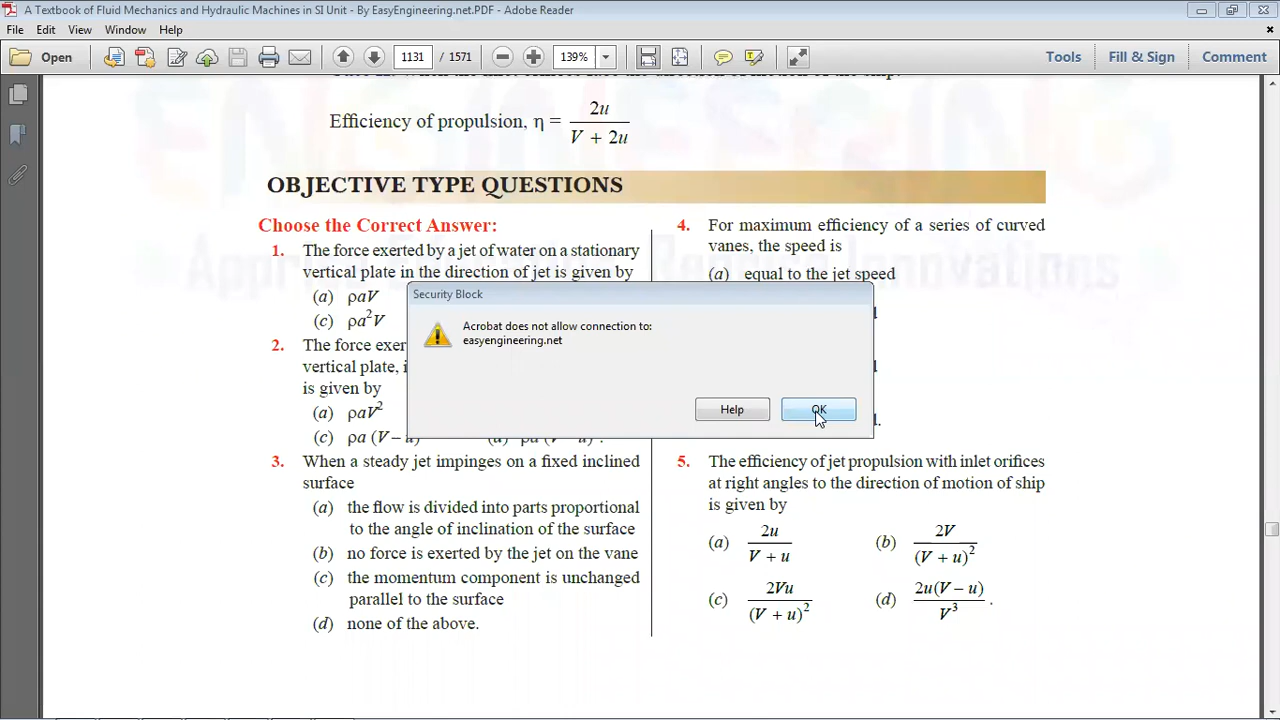 A Textbook of Fluid Mechanics and Hydraulic Machines in SI Unit - By EasyEngineering.net.PDF - Adobe Reader
File Edit View Window Help
Open 1131 / 1571 139% Tools Fill & Sign Comment
Efficiency of propulsion, η = 2u / V + 2u
OBJECTIVE TYPE QUESTIONS
Choose the Correct Answer:
1. The force exerted by a jet of water on a stationary
vertical plate in the direction of jet is given by
(a) ρaV
(c) ρa²V
2. The force exer
vertical plate, i
is given by
(a) ρaV²
(c) ρa (V – u)
3. When a steady jet impinges on a fixed inclined
surface
(a) the flow is divided into parts proportional
to the angle of inclination of the surface
(b) no force is exerted by the jet on the vane
(c) the momentum component is unchanged
parallel to the surface
(d) none of the above.
4. For maximum efficiency of a series of curved
vanes, the speed is
(a) equal to the jet speed
5. The efficiency of jet propulsion with inlet orifices
at right angles to the direction of motion of ship
is given by
(a) 2u / V + u (b) 2V / (V + u)²
(c) 2Vu / (V + u)² (d) 2u(V – u) / V³ .
Security Block
Acrobat does not allow connection to:
easyengineering.net
Help OK